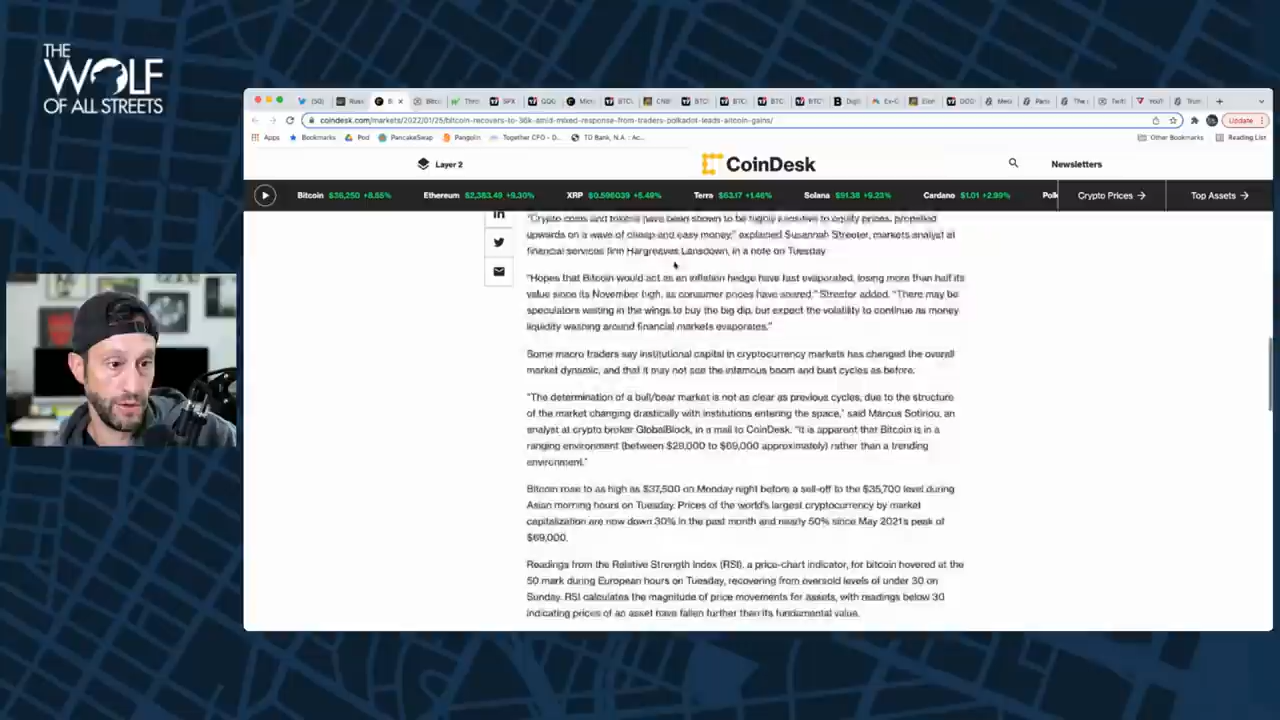 THE
WOLF
OF ALL STREETS
coindesk.com/markets/2022/01/25/bitcoin-recovers-to-36k-amid-mixed-response-from-traders-polkadot-leads-altcoin-gains/
Update
Apps Bookmarks Pod PancakeSwap Pangolin Together CFO - D... TD Bank, N.A. : Ac... Other Bookmarks Reading List
Layer 2 CoinDesk Newsletters
Bitcoin $36,250 +8.55% Ethereum $2,383.49 +9.30% XRP $0.596039 +5.49% Terra $63.17 +1.46% Solana $91.38 +9.23% Cardano $1.01 +2.99% Polk Crypto Prices → Top Assets →
"Crypto coins and tokens have been shown to be highly sensitive to equity prices, propelled
upwards on a wave of cheap and easy money," explained Susannah Streeter, markets analyst at
financial services firm Hargreaves Lansdown, in a note on Tuesday
"Hopes that Bitcoin would act as an inflation hedge have fast evaporated, losing more than half its
value since its November high, as consumer prices have soared," Streeter added. "There may be
speculators waiting in the wings to buy the big dip, but expect the volatility to continue as money
liquidity washing around financial markets evaporates."
Some macro traders say institutional capital in cryptocurrency markets has changed the overall
market dynamic, and that it may not see the infamous boom and bust cycles as before.
"The determination of a bull/bear market is not as clear as previous cycles, due to the structure
of the market changing drastically with institutions entering the space," said Marcus Sotiriou, an
analyst at crypto broker GlobalBlock, in a mail to CoinDesk. "It is apparent that Bitcoin is in a
ranging environment (between $29,000 to $69,000 approximately) rather than a trending
environment."
Bitcoin rose to as high as $37,500 on Monday night before a sell-off to the $35,700 level during
Asian morning hours on Tuesday. Prices of the world's largest cryptocurrency by market
capitalization are now down 30% in the past month and nearly 50% since May 2021's peak of
$69,000.
Readings from the Relative Strength Index (RSI), a price-chart indicator, for bitcoin hovered at the
50 mark during European hours on Tuesday, recovering from oversold levels of under 30 on
Sunday. RSI calculates the magnitude of price movements for assets, with readings below 30
indicating prices of an asset have fallen further than its fundamental value.